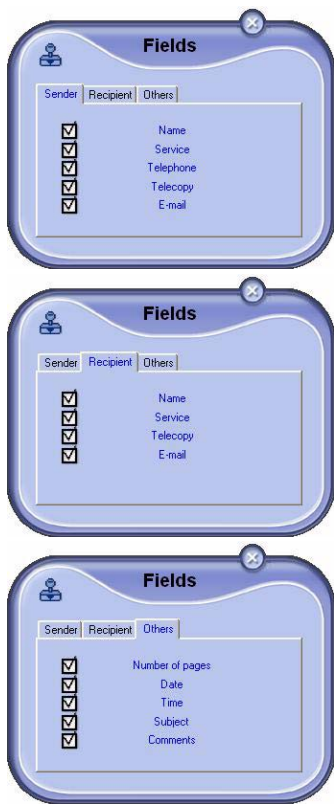 Fields
Sender Recipient Others
Name
Service
Telephone
Telecopy
E-mail
Fields
Sender Recipient Others
Name
Service
Telecopy
E-mail
Fields
Sender Recipient Others
Number of pages
Date
Time
Subject
Comments